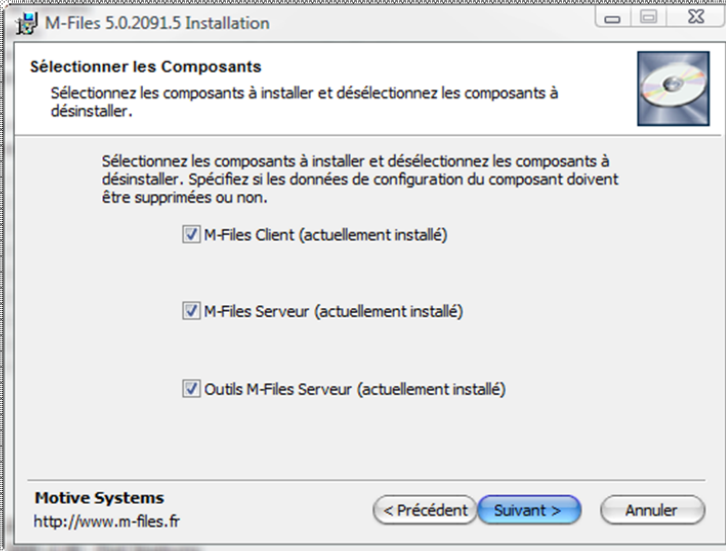 M-Files 5.0.2091.5 Installation
Sélectionner les Composants
Sélectionnez les composants à installer et désélectionnez les composants à
désinstaller.
Sélectionnez les composants à installer et désélectionnez les composants à
désinstaller. Spécifiez si les données de configuration du composant doivent
être supprimées ou non.
M-Files Client (actuellement installé)
M-Files Serveur (actuellement installé)
Outils M-Files Serveur (actuellement installé)
Motive Systems
http://www.m-files.fr
< Précédent
Suivant >
Annuler